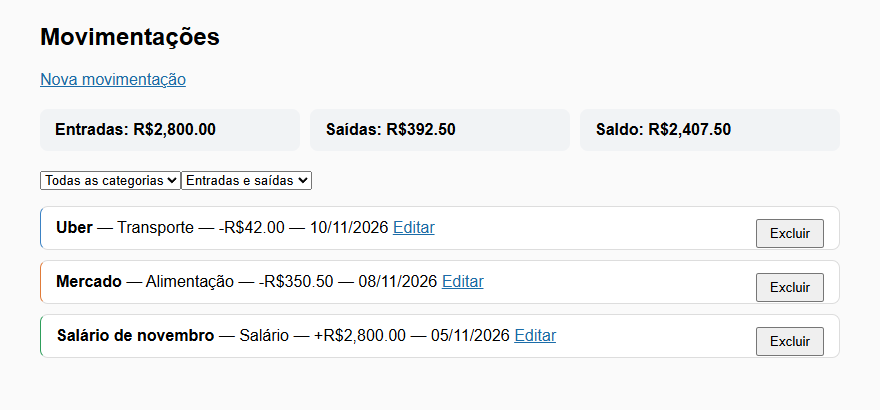 Movimentações
Nova movimentação
Entradas: R$2,800.00
Saídas: R$392.50
Saldo: R$2,407.50
Todas as categorias
Entradas e saídas
Uber — Transporte — -R$42.00 — 10/11/2026 Editar
Excluir
Mercado — Alimentação — -R$350.50 — 08/11/2026 Editar
Excluir
Salário de novembro — Salário — +R$2,800.00 — 05/11/2026 Editar
Excluir